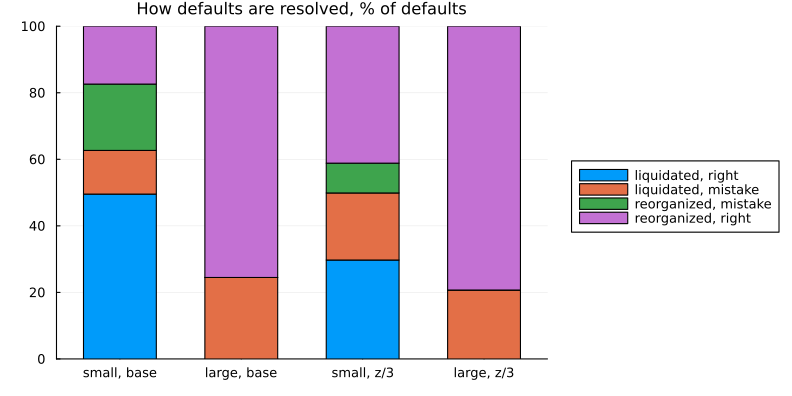 How defaults are resolved, % of defaults
100
80
60
40
20
0
small, base
large, base
small, z/3
large, z/3
liquidated, right
liquidated, mistake
reorganized, mistake
reorganized, right